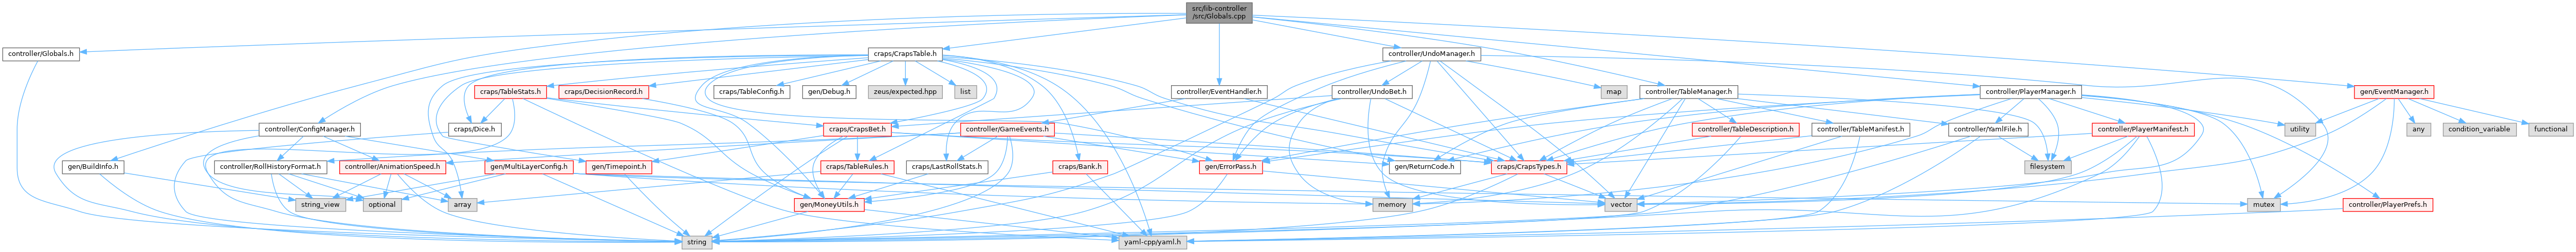 src/lib-controller
/src/Globals.cpp
controller/Globals.h
craps/CrapsTable.h
controller/UndoManager.h
craps/TableStats.h
craps/DecisionRecord.h
craps/TableConfig.h
gen/Debug.h
zeus/expected.hpp
list
controller/EventHandler.h
controller/UndoBet.h
map
controller/TableManager.h
controller/PlayerManager.h
gen/EventManager.h
controller/ConfigManager.h
craps/Dice.h
craps/CrapsBet.h
controller/GameEvents.h
controller/TableDescription.h
controller/TableManifest.h
controller/YamlFile.h
controller/PlayerManifest.h
utility
any
condition_variable
functional
gen/BuildInfo.h
controller/RollHistoryFormat.h
controller/AnimationSpeed.h
gen/MultiLayerConfig.h
gen/Timepoint.h
craps/TableRules.h
craps/LastRollStats.h
craps/Bank.h
gen/ErrorPass.h
gen/ReturnCode.h
craps/CrapsTypes.h
filesystem
string_view
optional
array
gen/MoneyUtils.h
memory
vector
mutex
controller/PlayerPrefs.h
string
yaml-cpp/yaml.h